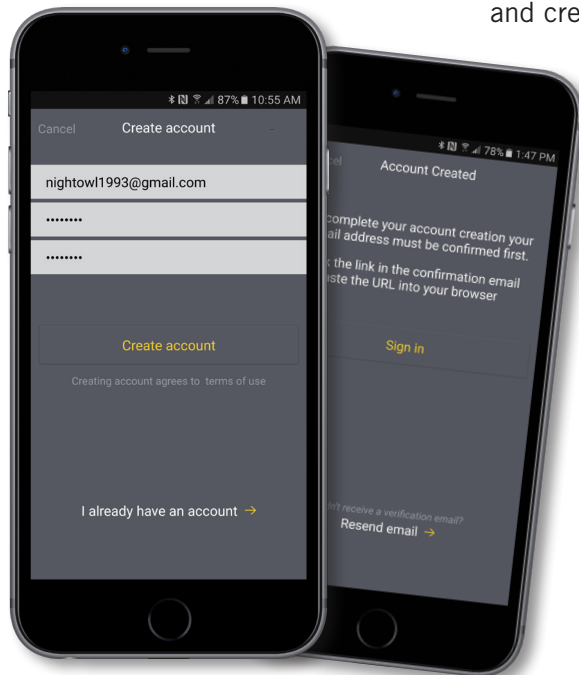 and cre
87% 10:55 AM
Cancel Create account
nightowl1993@gmail.com
••••••••
••••••••
Create account
Creating account agrees to terms of use
I already have an account →
78% 1:47 PM
Account Created
complete your account creation your
address must be confirmed first.
the link in the confirmation email
the URL into your browser
Sign in
receive a verification email?
Resend email →